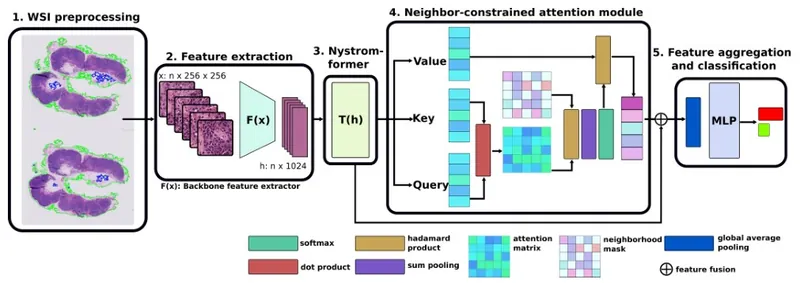 1. WSI preprocessing
2. Feature extraction
x: n x 256 x 256
F(x)
h: n x 1024
F(x): Backbone feature extractor
3. Nystrom-
former
T(h)
4. Neighbor-constrained attention module
Value
Key
Query
5. Feature aggregation
and classification
MLP
softmax
dot product
hadamard
product
sum pooling
attention
matrix
neighborhood
mask
global average
pooling
feature fusion